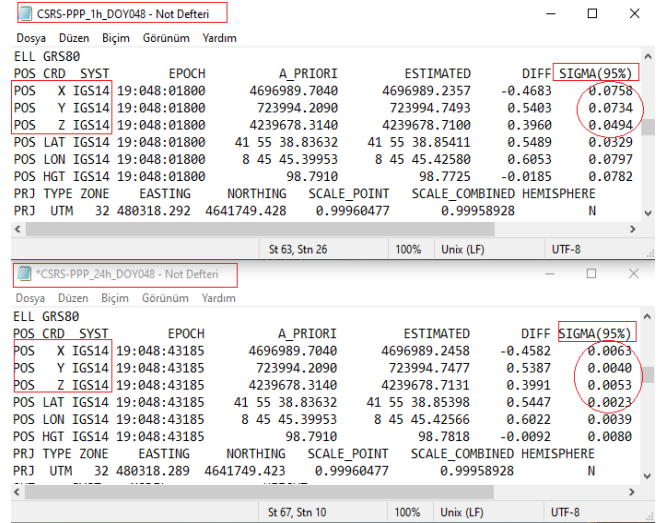 CSRS-PPP_1h_DOY048 - Not Defteri
Dosya Düzen Biçim Görünüm Yardım
ELL GRS80
POS CRD SYST EPOCH A_PRIORI ESTIMATED DIFF SIGMA(95%)
POS X IGS14 19:048:01800 4696989.7040 4696989.2357 -0.4683 0.0758
POS Y IGS14 19:048:01800 723994.2090 723994.7493 0.5403 0.0734
POS Z IGS14 19:048:01800 4239678.3140 4239678.7100 0.3960 0.0494
POS LAT IGS14 19:048:01800 41 55 38.83632 41 55 38.85411 0.5489 0.0329
POS LON IGS14 19:048:01800 8 45 45.39953 8 45 45.42580 0.6053 0.0797
POS HGT IGS14 19:048:01800 98.7910 98.7725 -0.0185 0.0782
PRJ TYPE ZONE EASTING NORTHING SCALE_POINT SCALE_COMBINED HEMISPHERE
PRJ UTM 32 480318.292 4641749.428 0.99960477 0.99958928 N
St 63, Stn 26 100% Unix (LF) UTF-8
*CSRS-PPP_24h_DOY048 - Not Defteri
Dosya Düzen Biçim Görünüm Yardım
ELL GRS80
POS CRD SYST EPOCH A_PRIORI ESTIMATED DIFF SIGMA(95%)
POS X IGS14 19:048:43185 4696989.7040 4696989.2458 -0.4582 0.0063
POS Y IGS14 19:048:43185 723994.2090 723994.7477 0.5387 0.0040
POS Z IGS14 19:048:43185 4239678.3140 4239678.7131 0.3991 0.0053
POS LAT IGS14 19:048:43185 41 55 38.83632 41 55 38.85398 0.5447 0.0023
POS LON IGS14 19:048:43185 8 45 45.39953 8 45 45.42566 0.6022 0.0039
POS HGT IGS14 19:048:43185 98.7910 98.7818 -0.0092 0.0080
PRJ TYPE ZONE EASTING NORTHING SCALE_POINT SCALE_COMBINED HEMISPHERE
PRJ UTM 32 480318.289 4641749.423 0.99960477 0.99958928 N
St 67, Stn 10 100% Unix (LF) UTF-8